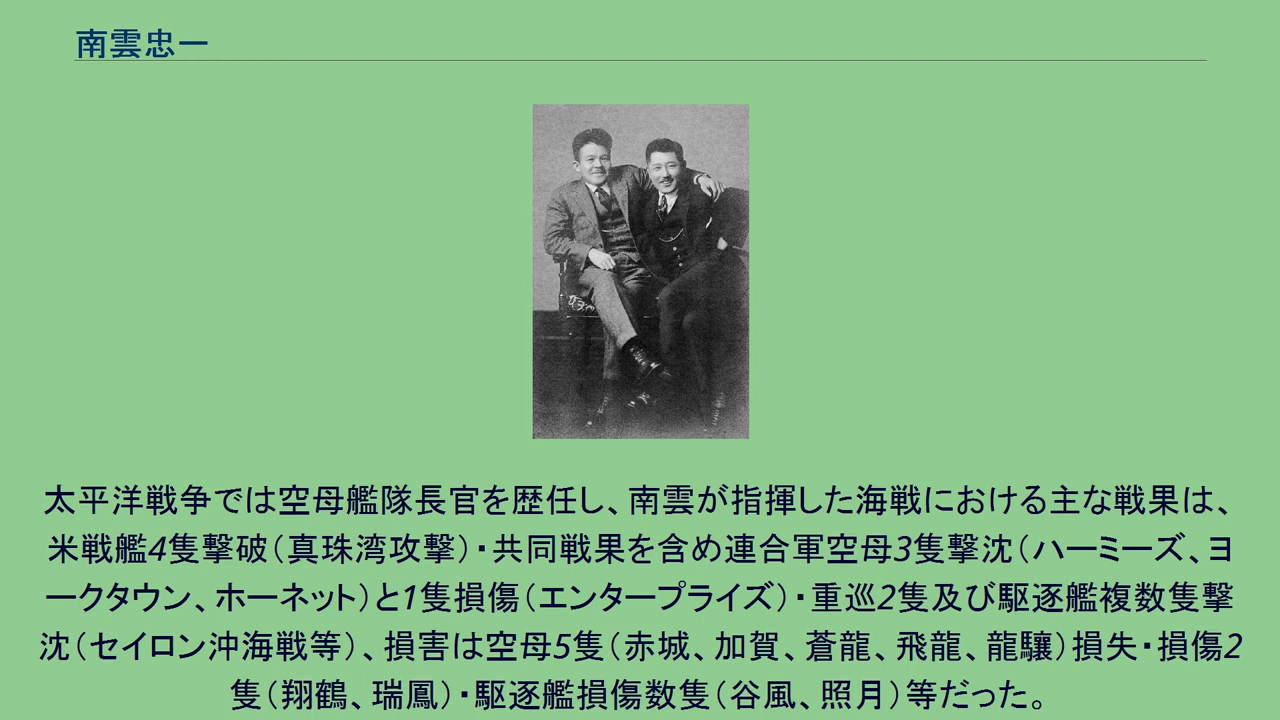 南雲忠一
太平洋戦争では空母艦隊長官を歴任し、南雲が指揮した海戦における主な戦果は、
米戦艦4隻撃破（真珠湾攻撃）・共同戦果を含め連合軍空母3隻撃沈（ハーミーズ、ヨ
ークタウン、ホーネット）と1隻損傷（エンタープライズ）・重巡2隻及び駆逐艦複数隻撃
沈（セイロン沖海戦等）、損害は空母5隻（赤城、加賀、蒼龍、飛龍、龍驤）損失・損傷2
隻（翔鶴、瑞鳳）・駆逐艦損傷数隻（谷風、照月）等だった。